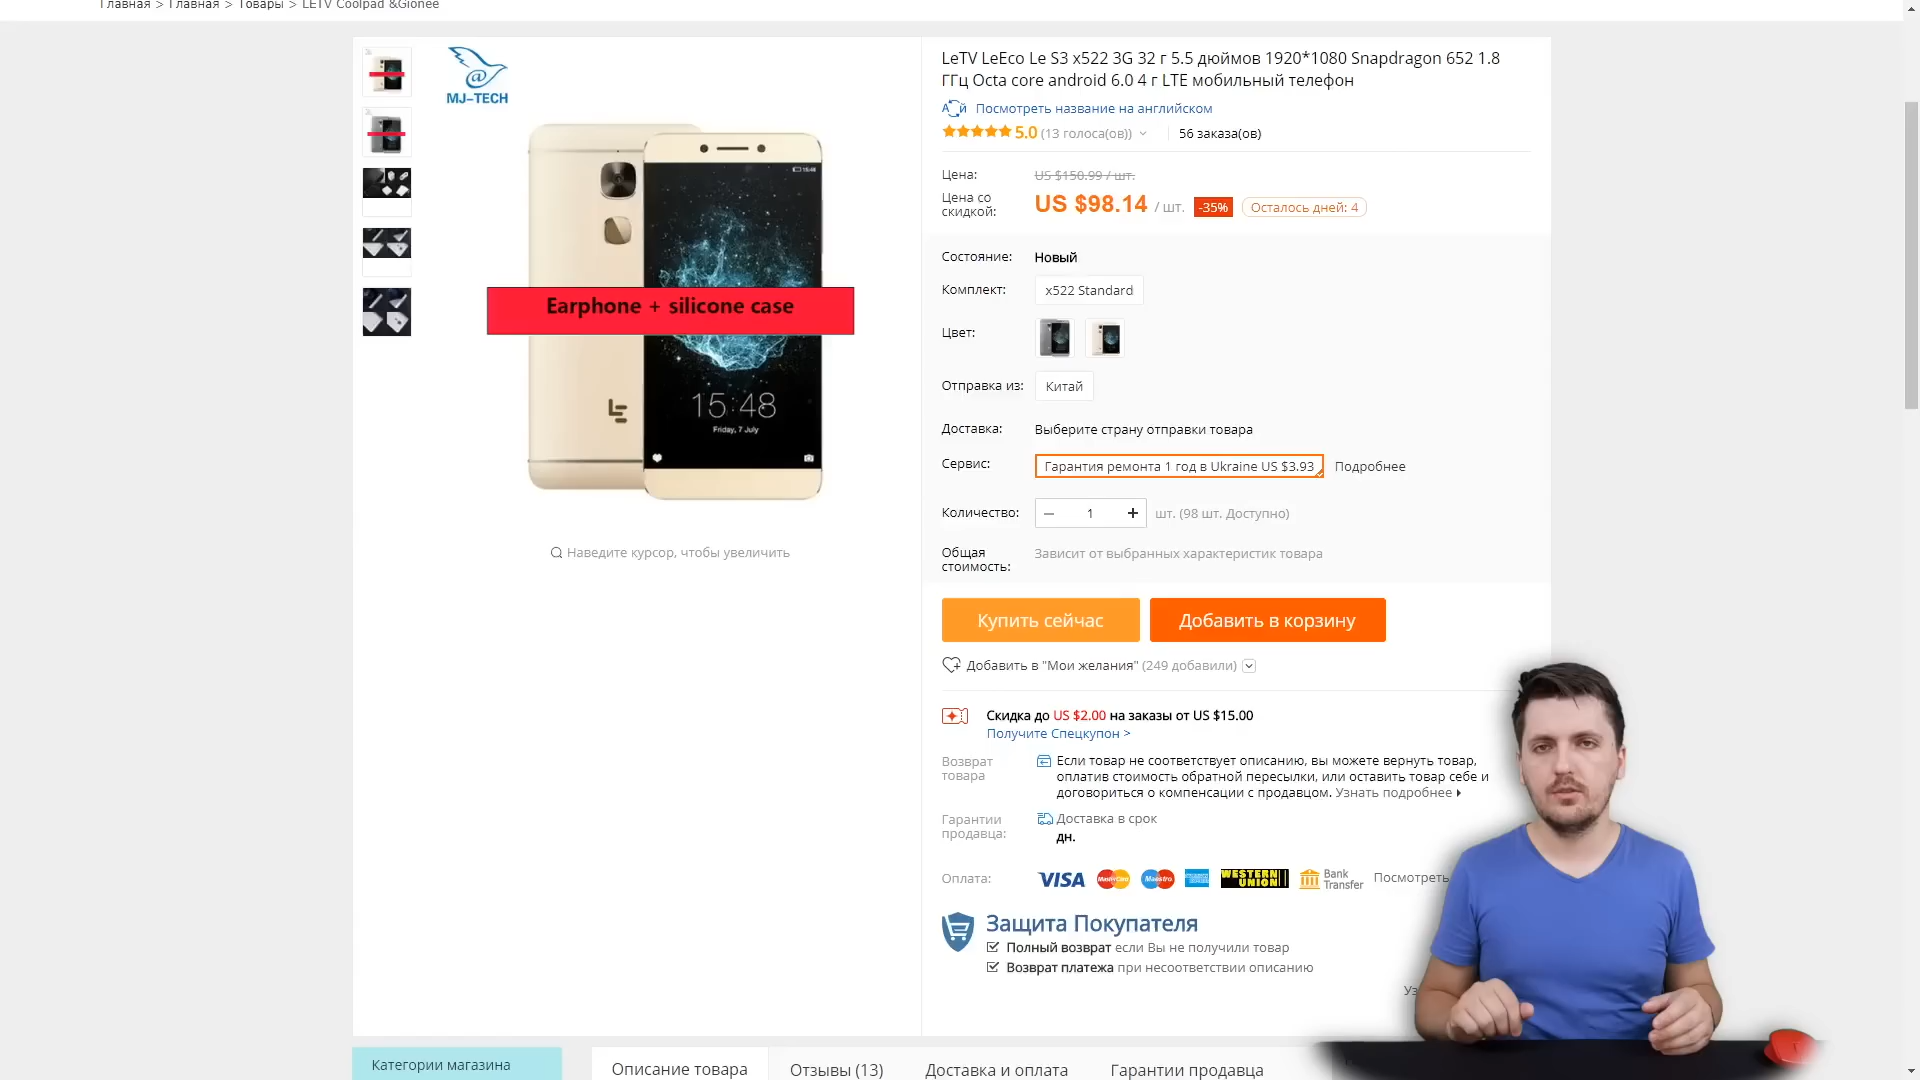 Главная > Главная > Товары > LETV Coolpad &Gionee
MJ-TECH
15:48
Friday, 7 July
Earphone + silicone case
Наведите курсор, чтобы увеличить
LeTV LeEco Le S3 x522 3G 32 г 5.5 дюймов 1920*1080 Snapdragon 652 1.8
ГГц Octa core android 6.0 4 г LTE мобильный телефон
Посмотреть название на английском
5.0 (13 голоса(ов)) 56 заказа(ов)
Цена: US $150.99 / шт.
Цена со
скидкой: US $98.14 / шт. -35% Осталось дней: 4
Состояние: Новый
Комплект: x522 Standard
Цвет:
Отправка из: Китай
Доставка: Выберите страну отправки товара
Сервис: Гарантия ремонта 1 год в Ukraine US $3.93 Подробнее
Количество: − 1 + шт. (98 шт. Доступно)
Общая
стоимость: Зависит от выбранных характеристик товара
Купить сейчас Добавить в корзину
Добавить в "Мои желания" (249 добавили)
Скидка до US $2.00 на заказы от US $15.00
Получите Спецкупон >
Возврат
товара
Если товар не соответствует описанию, вы можете вернуть товар,
оплатив стоимость обратной пересылки, или оставить товар себе и
договориться о компенсации с продавцом. Узнать подробнее
Гарантии
продавца:
Доставка в срок
дн.
Оплата: VISA MasterCard Maestro WESTERN UNION Bank Transfer Посмотреть
Защита Покупателя
Полный возврат если Вы не получили товар
Возврат платежа при несоответствии описанию
Категории магазина
Описание товара Отзывы (13) Доставка и оплата Гарантии продавца